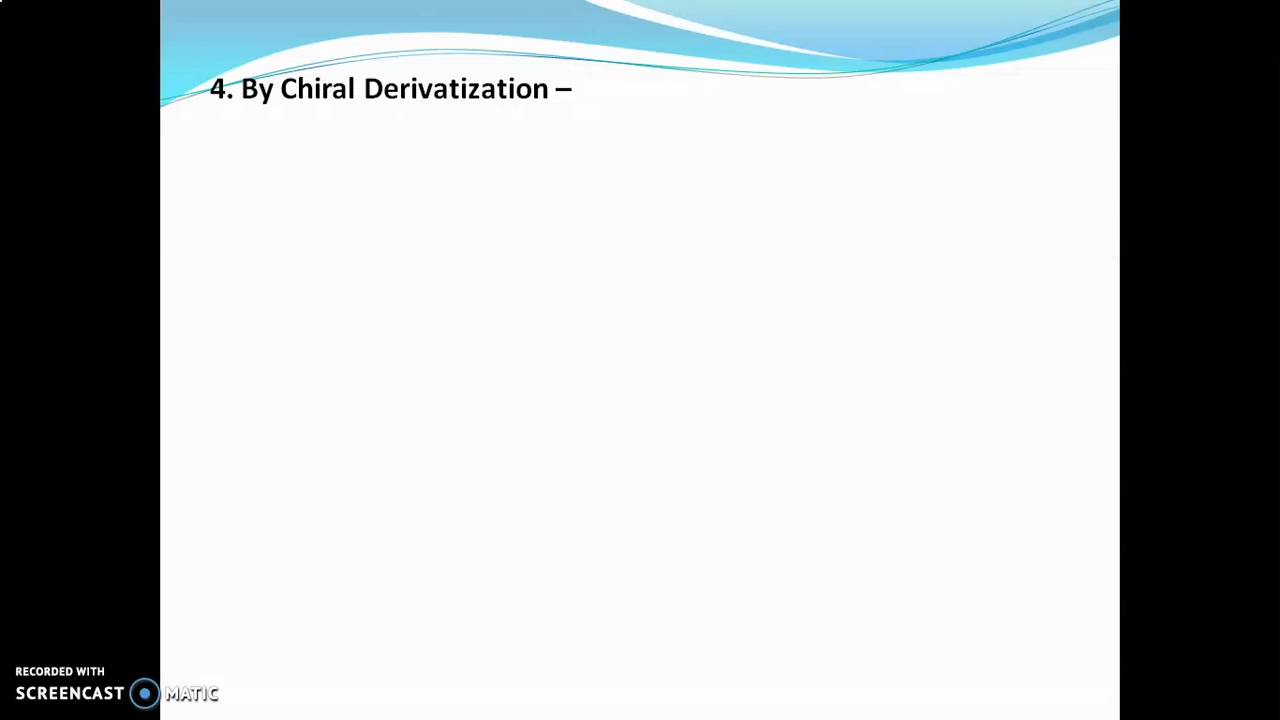 4. By Chiral Derivatization –
RECORDED WITH
SCREENCAST MATIC